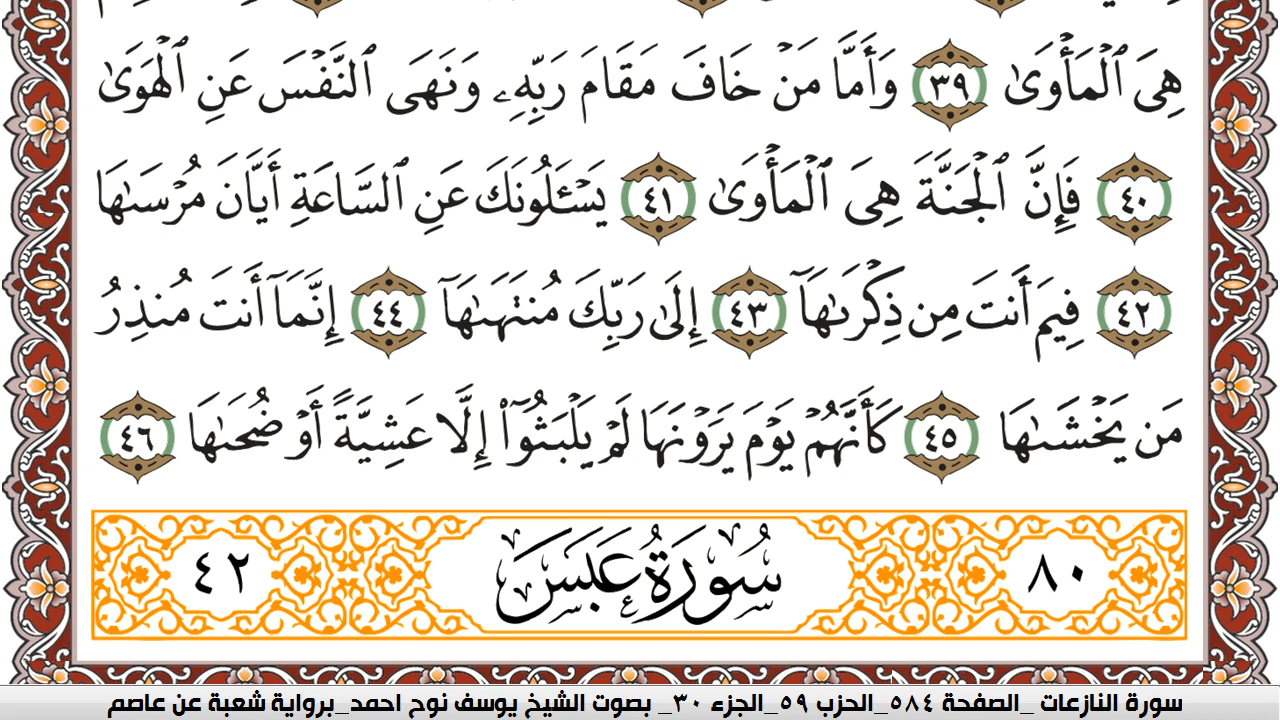 هِىَ ٱلْمَأْوَىٰ ٣٩ وَأَمَّا مَنْ خَافَ مَقَامَ رَبِّهِۦ وَنَهَى ٱلنَّفْسَ عَنِ ٱلْهَوَىٰ
٤٠ فَإِنَّ ٱلْجَنَّةَ هِىَ ٱلْمَأْوَىٰ ٤١ يَسْـَٔلُونَكَ عَنِ ٱلسَّاعَةِ أَيَّانَ مُرْسَىٰهَا
٤٢ فِيمَ أَنتَ مِن ذِكْرَىٰهَآ ٤٣ إِلَىٰ رَبِّكَ مُنتَهَىٰهَآ ٤٤ إِنَّمَآ أَنتَ مُنذِرُ
مَن يَخْشَىٰهَا ٤٥ كَأَنَّهُمْ يَوْمَ يَرَوْنَهَا لَمْ يَلْبَثُوٓا۟ إِلَّا عَشِيَّةً أَوْ ضُحَىٰهَا ٤٦
٨٠ سُورَةُ عَبَسَ ٤٢
سورة النازعات _الصفحة ٥٨٤_الحزب ٥٩_الجزء ٣٠_ بصوت الشيخ يوسف نوح احمد_برواية شعبة عن عاصم